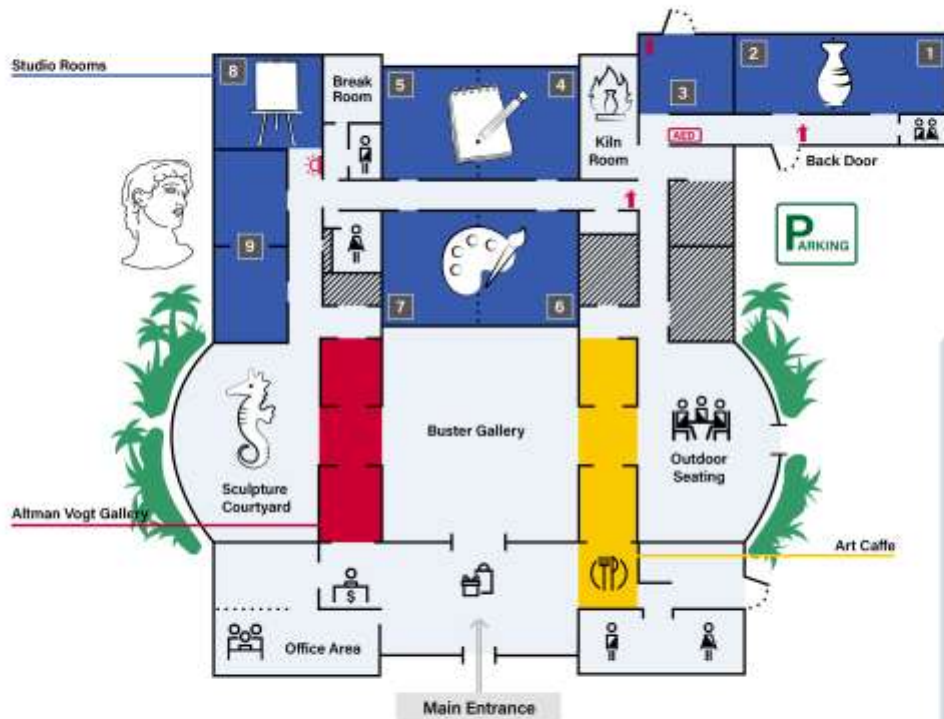 Studio Rooms
8
Break
Room
5
4
Kiln
Room
3
2
1
AED
Back Door
PARKING
9
7
6
Buster Gallery
Sculpture
Courtyard
Outdoor
Seating
Altman Vogt Gallery
Art Caffe
$
Office Area
Main Entrance